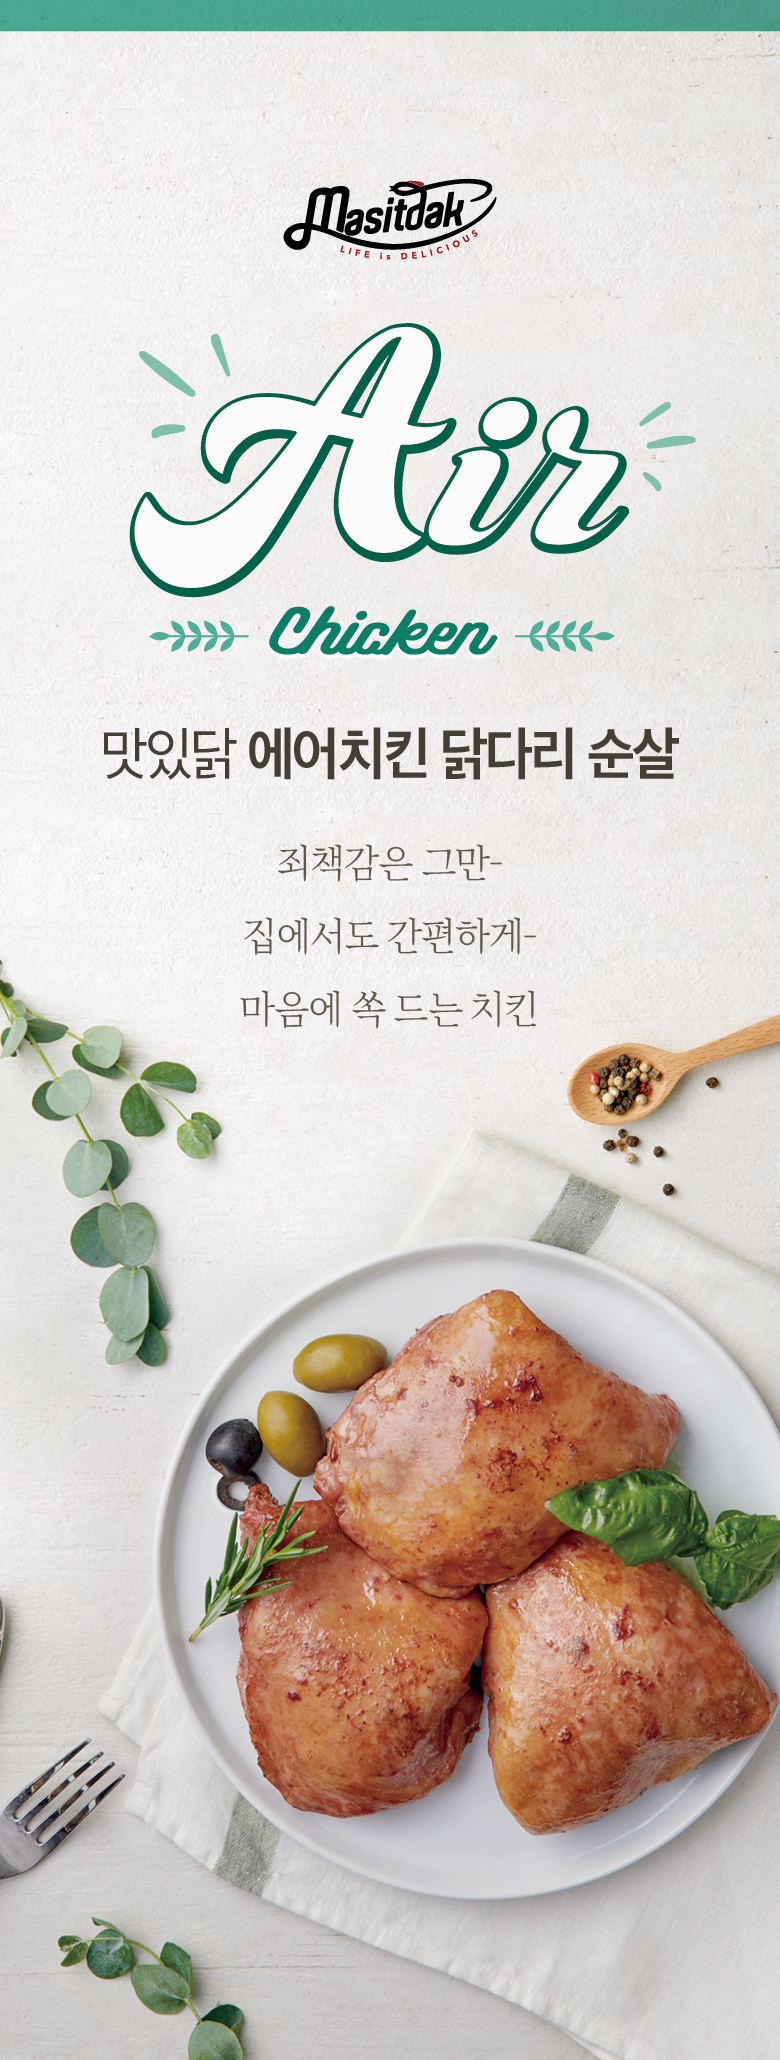 Masitdak
LIFE is DELICIOUS
Air
Chicken
맛있닭 에어치킨 닭다리 순살
죄책감은 그만-
집에서도 간편하게-
마음에 쏙 드는 치킨